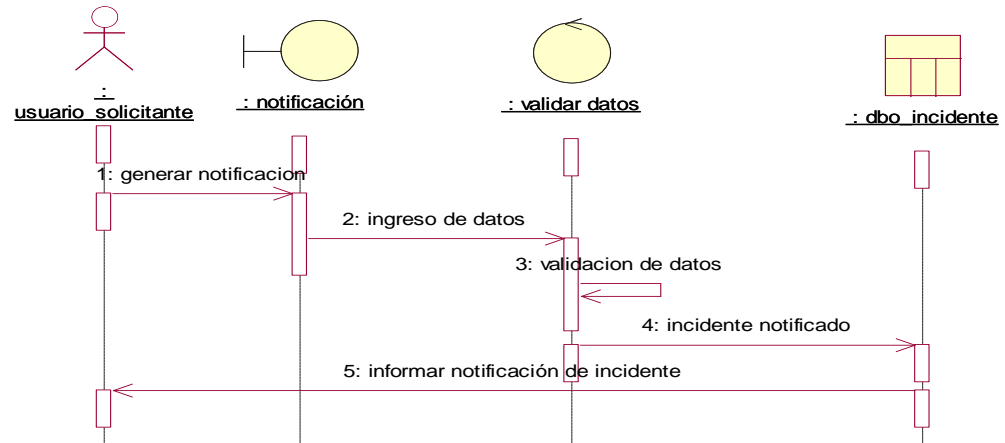 :
usuario_solicitante
: notificación
: validar datos
: dbo_incidente
1: generar notificacion
2: ingreso de datos
3: validacion de datos
4: incidente notificado
5: informar notificación de incidente